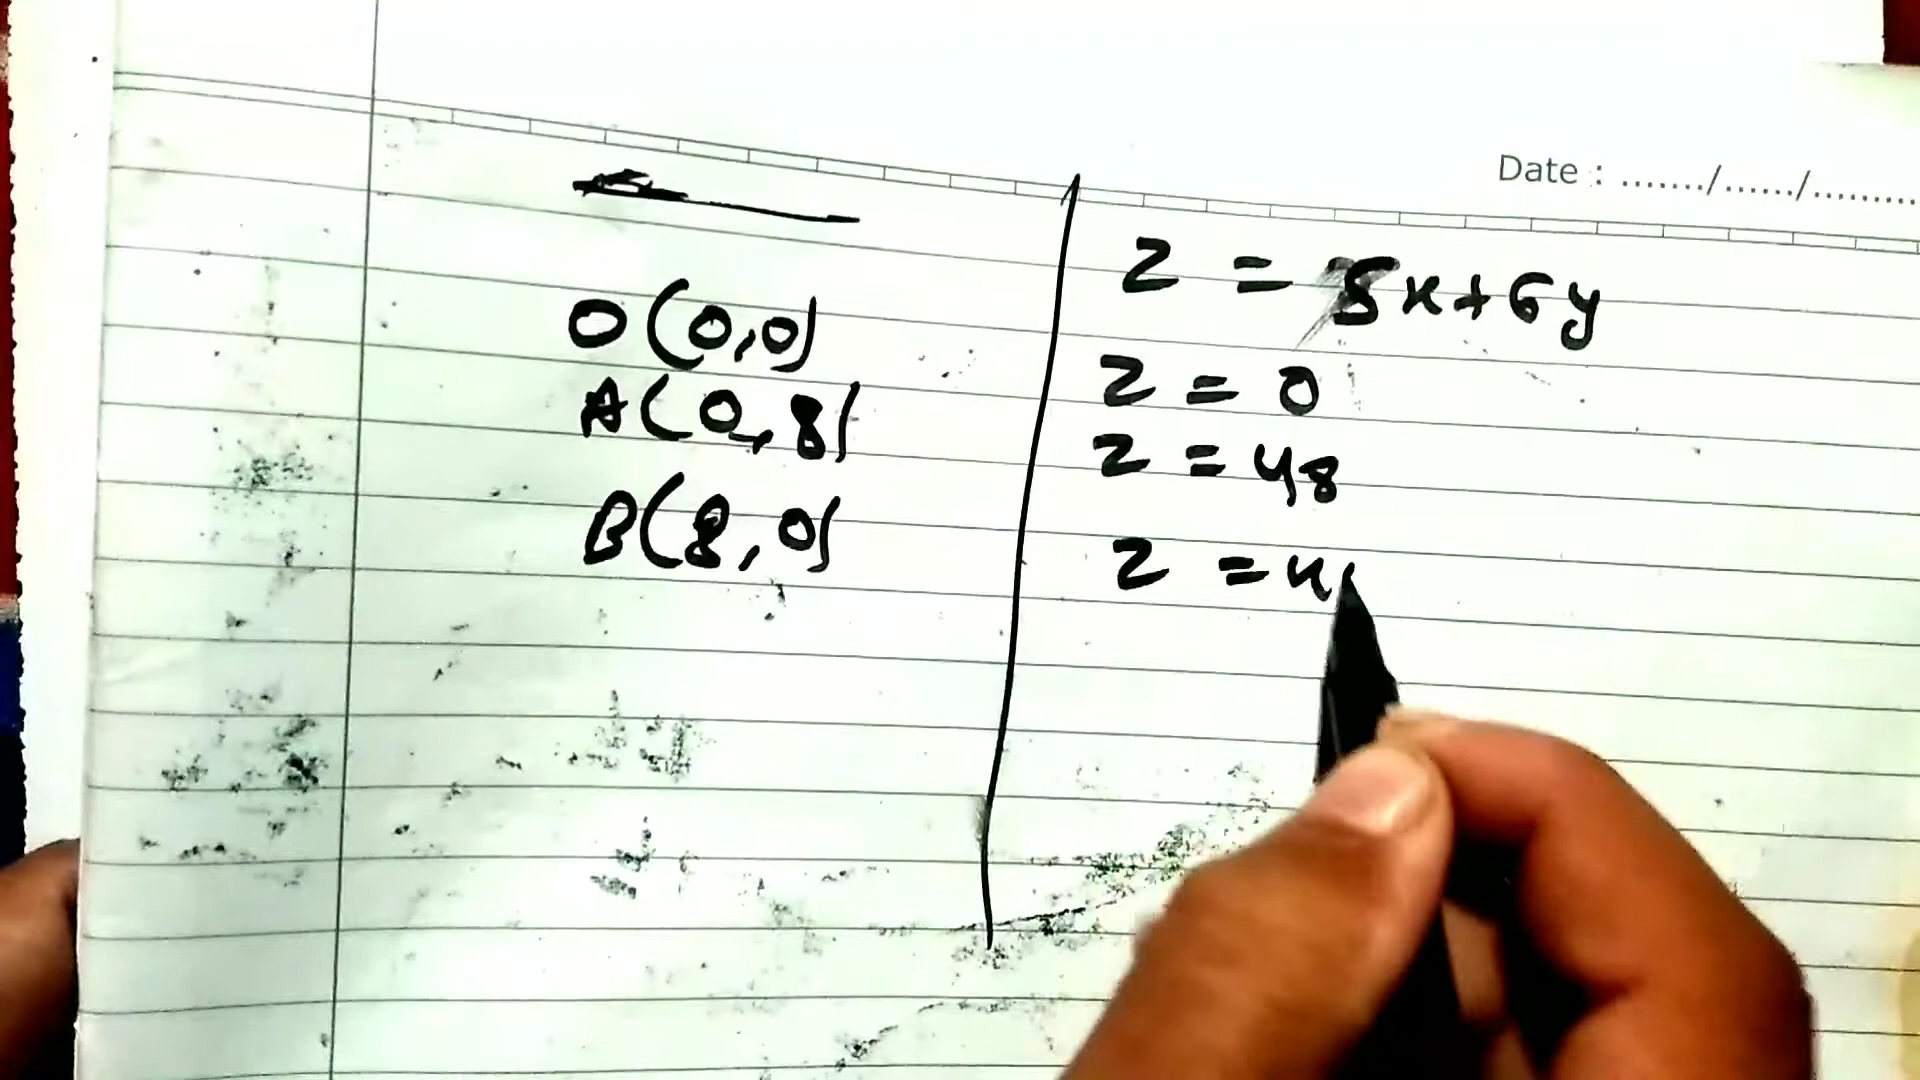 Date : ......./....../.........
Z = 5x+6y
O(0,0)
Z = 0
A(0,8)
Z = 48
B(8,0)
Z = 4